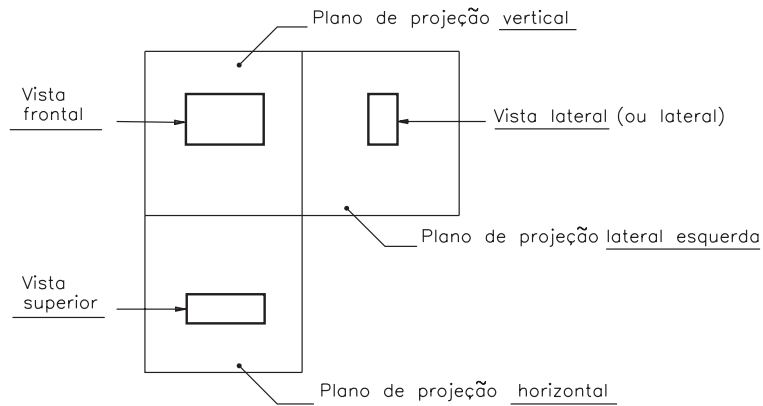 Plano de projeção vertical
Vista
frontal
Vista lateral (ou lateral)
Plano de projeção lateral esquerda
Vista
superior
Plano de projeção horizontal